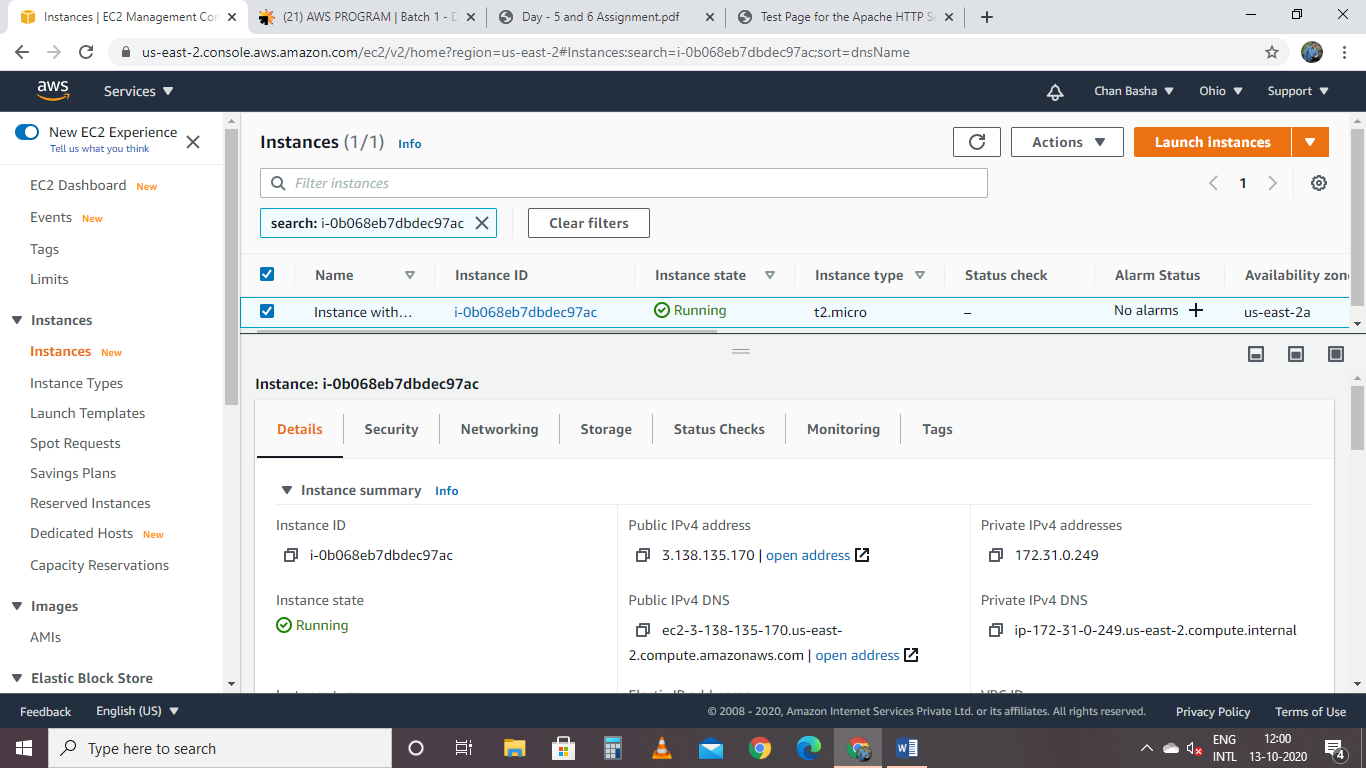 Instances | EC2 Management Con
(21) AWS PROGRAM | Batch 1 - D
Day - 5 and 6 Assignment.pdf
Test Page for the Apache HTTP Se
us-east-2.console.aws.amazon.com/ec2/v2/home?region=us-east-2#Instances:search=i-0b068eb7dbdec97ac;sort=dnsName
aws Services Chan Basha Ohio Support
New EC2 Experience
Tell us what you think
EC2 Dashboard New
Events New
Tags
Limits
Instances
Instances New
Instance Types
Launch Templates
Spot Requests
Savings Plans
Reserved Instances
Dedicated Hosts New
Capacity Reservations
Images
AMIs
Elastic Block Store
Instances (1/1) Info
Actions
Launch instances
Filter instances
1
search: i-0b068eb7dbdec97ac
Clear filters
Name Instance ID Instance state Instance type Status check Alarm Status Availability zone
Instance with... i-0b068eb7dbdec97ac Running t2.micro – No alarms us-east-2a
Instance: i-0b068eb7dbdec97ac
Details Security Networking Storage Status Checks Monitoring Tags
Instance summary Info
Instance ID
i-0b068eb7dbdec97ac
Public IPv4 address
3.138.135.170 | open address
Private IPv4 addresses
172.31.0.249
Instance state
Running
Public IPv4 DNS
ec2-3-138-135-170.us-east-
2.compute.amazonaws.com | open address
Private IPv4 DNS
ip-172-31-0-249.us-east-2.compute.internal
Feedback English (US) © 2008 - 2020, Amazon Internet Services Private Ltd. or its affiliates. All rights reserved. Privacy Policy Terms of Use
Type here to search
W
ENG
INTL
12:00
13-10-2020
4